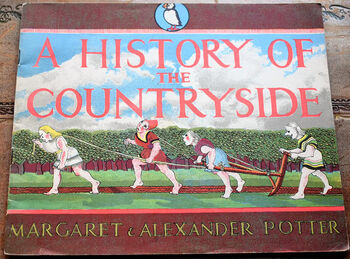 A HISTORY OF
THE
COUNTRYSIDE
MARGARET & ALEXANDER POTTER